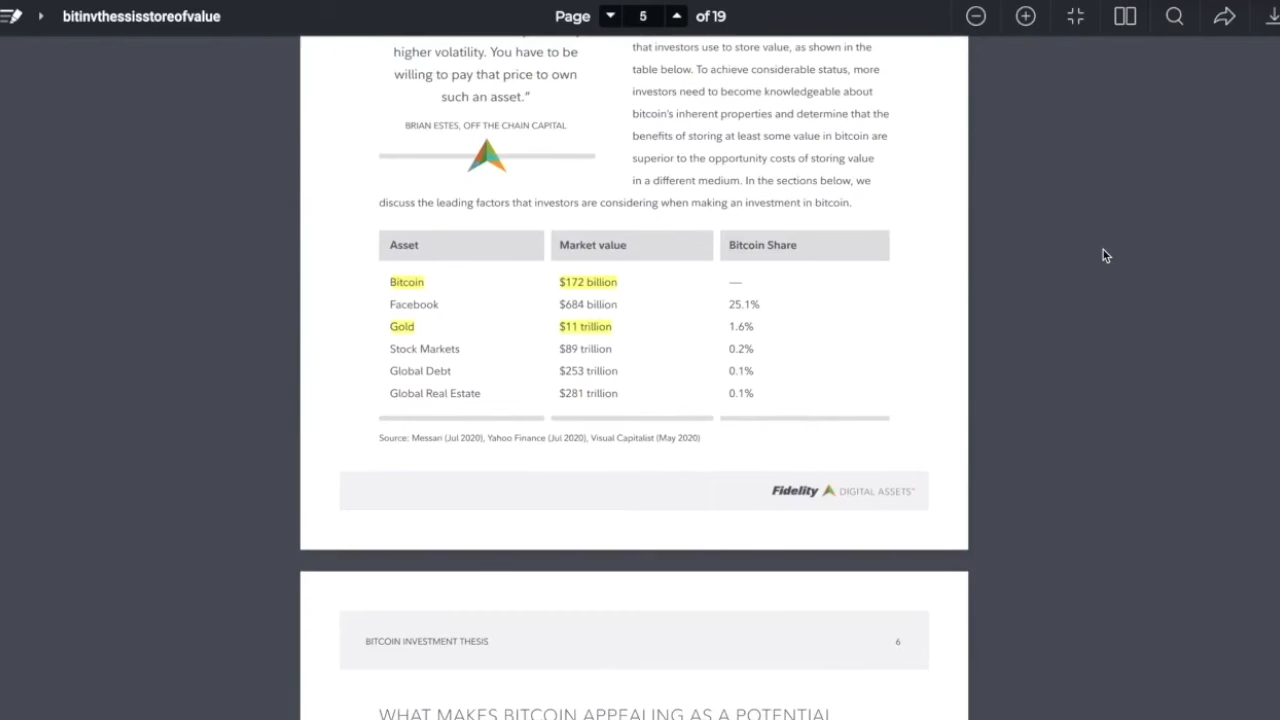 bitinvthessisstoreofvalue
Page 5 of 19
higher volatility. You have to be
willing to pay that price to own
such an asset.”
BRIAN ESTES, OFF THE CHAIN CAPITAL
that investors use to store value, as shown in the
table below. To achieve considerable status, more
investors need to become knowledgeable about
bitcoin's inherent properties and determine that the
benefits of storing at least some value in bitcoin are
superior to the opportunity costs of storing value
in a different medium. In the sections below, we
discuss the leading factors that investors are considering when making an investment in bitcoin.
Asset Market value Bitcoin Share
Bitcoin $172 billion —
Facebook $684 billion 25.1%
Gold $11 trillion 1.6%
Stock Markets $89 trillion 0.2%
Global Debt $253 trillion 0.1%
Global Real Estate $281 trillion 0.1%
Source: Messari (Jul 2020), Yahoo Finance (Jul 2020), Visual Capitalist (May 2020)
Fidelity DIGITAL ASSETS℠
BITCOIN INVESTMENT THESIS 6
WHAT MAKES BITCOIN APPEALING AS A POTENTIAL